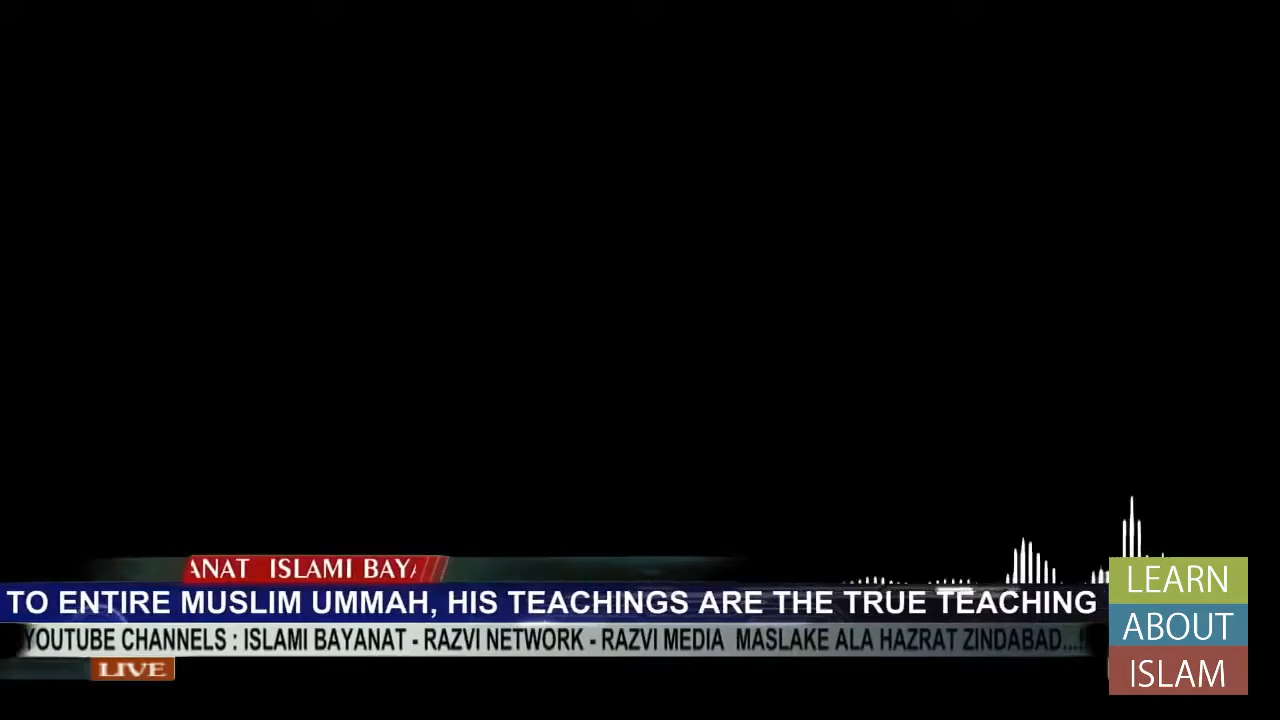 ANAT ISLAMI BAYA
TO ENTIRE MUSLIM UMMAH, HIS TEACHINGS ARE THE TRUE TEACHING
YOUTUBE CHANNELS : ISLAMI BAYANAT - RAZVI NETWORK - RAZVI MEDIA MASLAKE ALA HAZRAT ZINDABAD....!
LIVE
LEARN
ABOUT
ISLAM